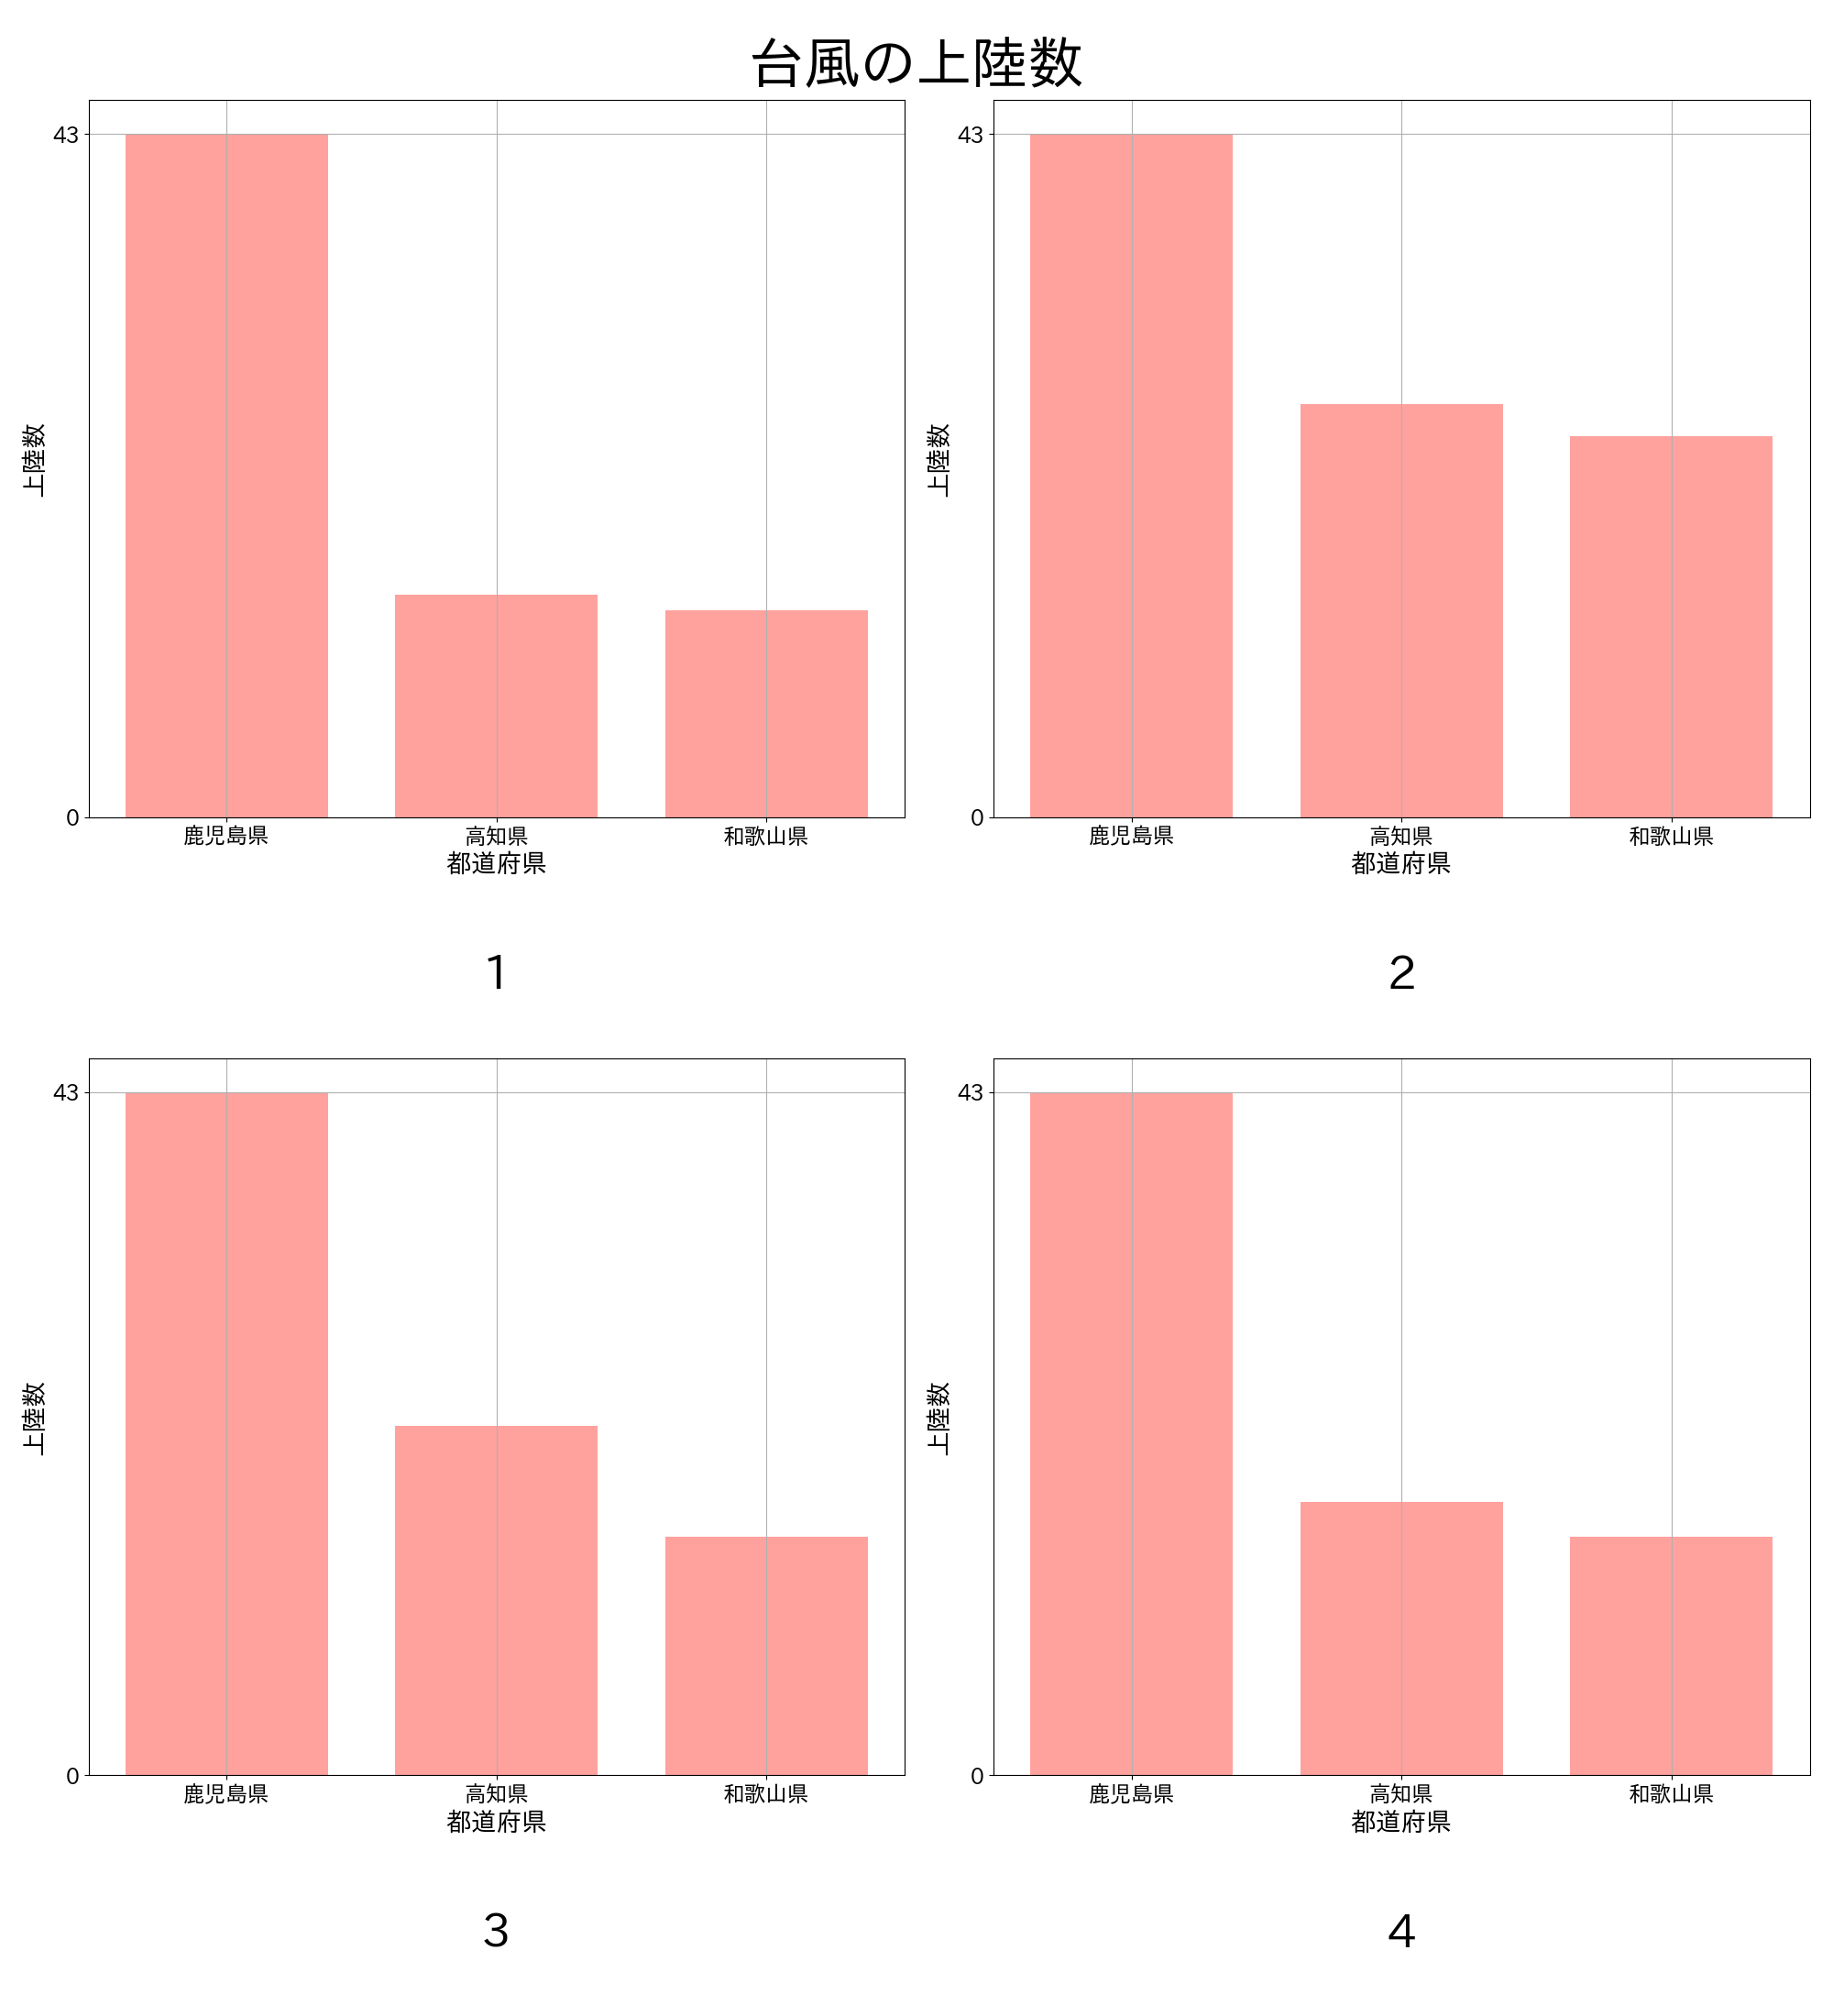 台風の上陸数
43
0
上陸数
鹿児島県 高知県 和歌山県
都道府県
1
43
0
上陸数
鹿児島県 高知県 和歌山県
都道府県
2
43
0
上陸数
鹿児島県 高知県 和歌山県
都道府県
3
43
0
上陸数
鹿児島県 高知県 和歌山県
都道府県
4